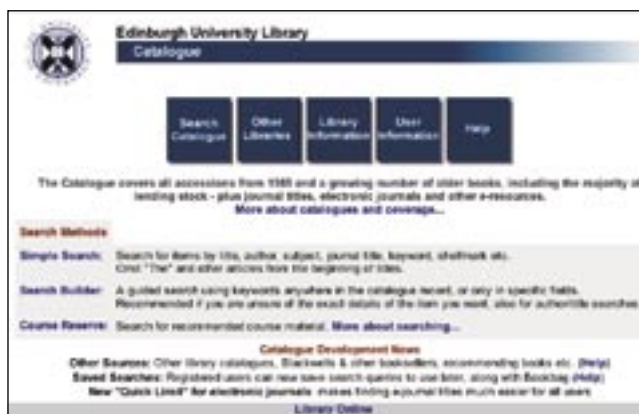 Edinburgh University Library
Catalogue
Search Catalogue
Other Libraries
Library Information
User Information
Help
The Catalogue covers all accessions from 1985 and a growing number of older books, including the majority of
lending stock - plus journal titles, electronic journals and other e-resources.
More about catalogues and coverage...
Search Methods
Simple Search: Search for items by title, author, subject, journal title, keyword, shelfmark etc.
Omit "The" and other articles from the beginning of titles.
Search Builder: A guided search using keywords anywhere in the catalogue record, or only in specific fields.
Recommended if you are unsure of the exact details of the item you want, also for author/title searches
Course Reserve: Search for recommended course material. More about searching...
Catalogue Development News
Other Sources: Other library catalogues, Blackwells & other booksellers, recommending books etc. (Help)
Saved Searches: Registered users can now save search queries to use later, along with Bookbag (Help)
New "Quick Limit" for electronic journals makes finding e-journal titles much easier for all users
Library Online